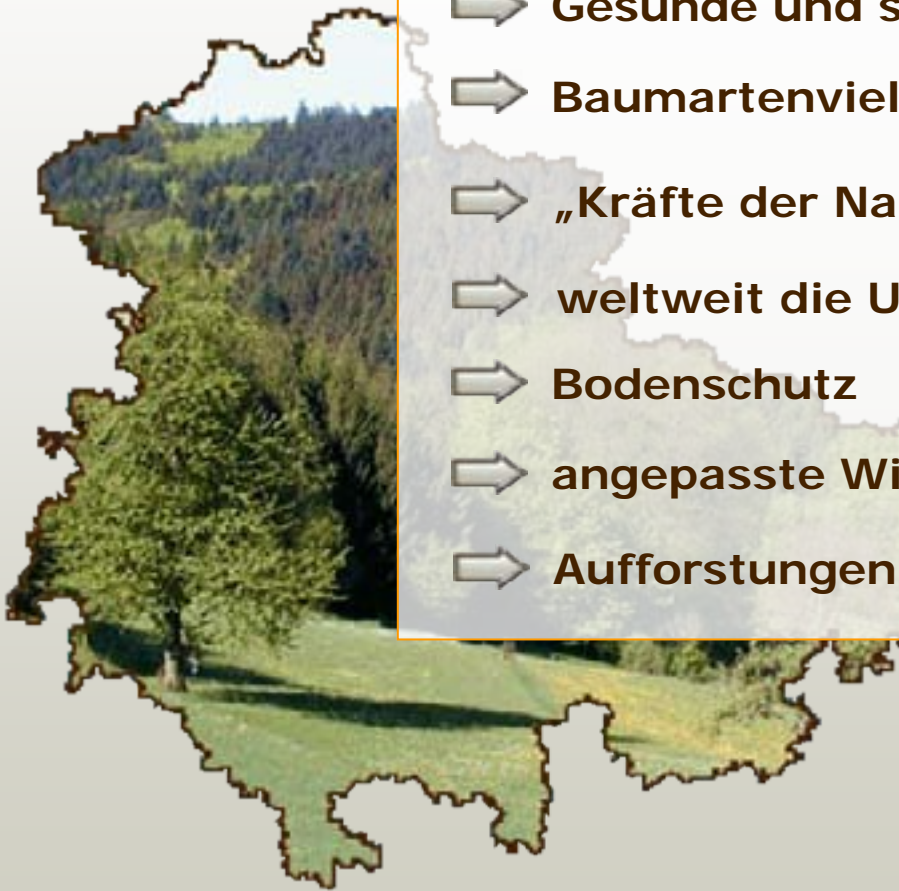 Gesunde und s
Baumartenviel
„Kräfte der Na
weltweit die U
Bodenschutz
angepasste Wi
Aufforstungen